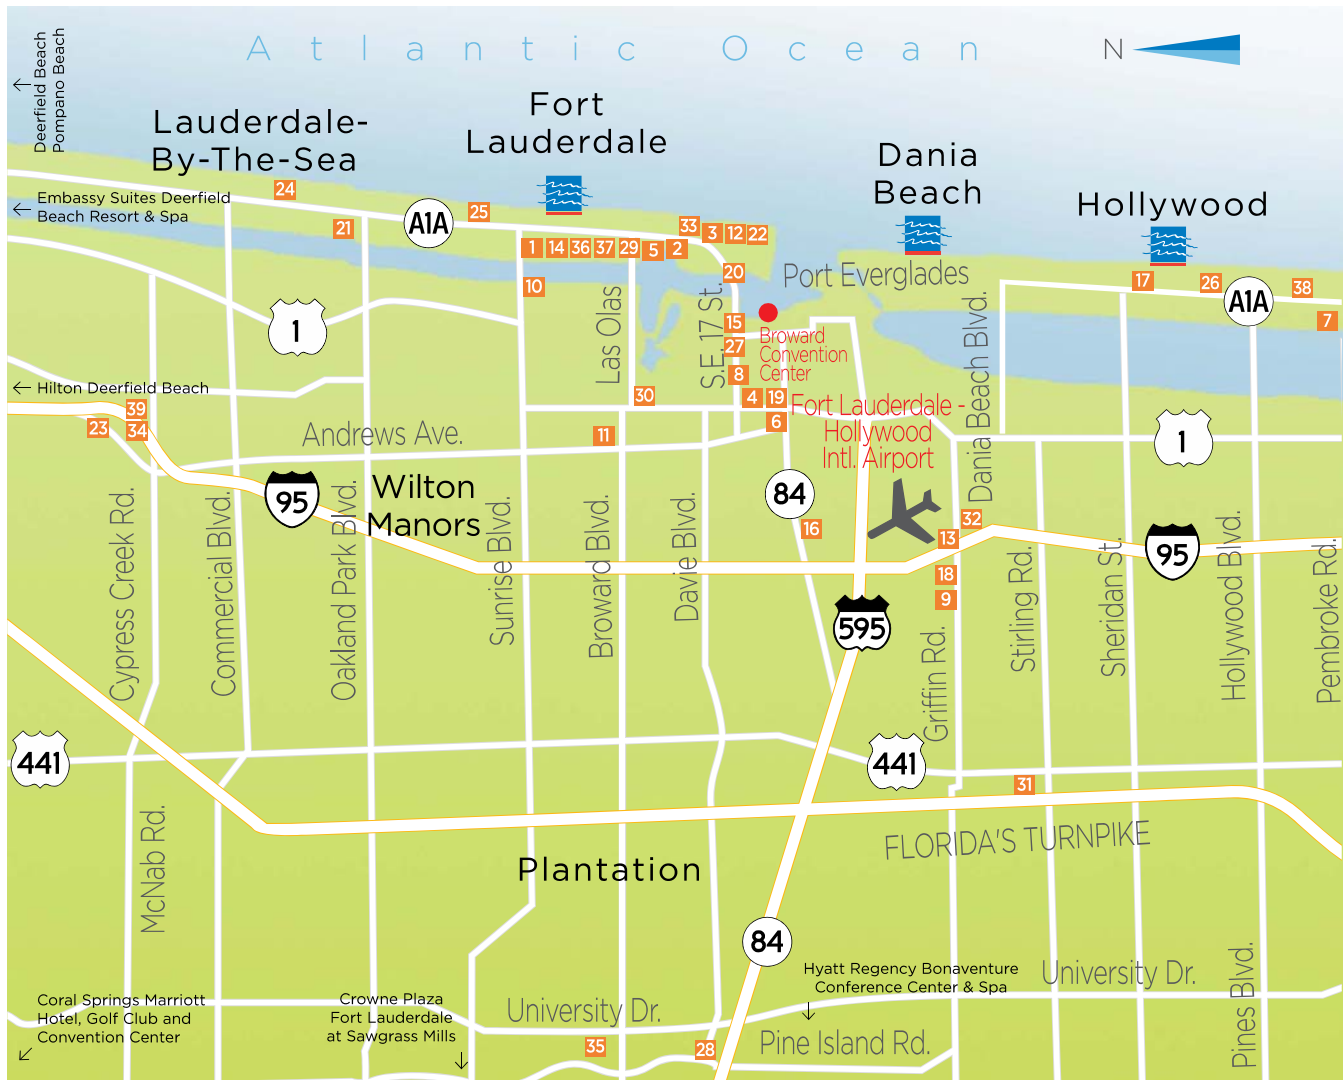 Atlantic Ocean
N
Deerfield Beach
Pompano Beach
Lauderdale-
By-The-Sea
Fort
Lauderdale
Dania
Beach
Hollywood
Embassy Suites Deerfield
Beach Resort & Spa
24
21
A1A
25
1
14
36
37
29
5
2
33
3
12
22
20
10
Las Olas
S.E. 17 St.
15
27
8
Port Everglades
Broward
Convention
Center
Dania Beach Blvd.
17
26
A1A
38
7
1
Hilton Deerfield Beach
39
34
23
Andrews Ave.
30
11
4
19
6
Fort Lauderdale -
Hollywood
Intl. Airport
1
95
Wilton
Manors
84
16
32
13
18
9
95
595
Cypress Creek Rd.
Commercial Blvd.
Oakland Park Blvd.
Sunrise Blvd.
Broward Blvd.
Davie Blvd.
Griffin Rd.
Stirling Rd.
Sheridan St.
Hollywood Blvd.
Pembroke Rd.
441
441
31
FLORIDA'S TURNPIKE
McNab Rd.
Plantation
84
Hyatt Regency Bonaventure
Conference Center & Spa
University Dr.
Pines Blvd.
Coral Springs Marriott
Hotel, Golf Club and
Convention Center
Crowne Plaza
Fort Lauderdale
at Sawgrass Mills
University Dr.
35
28
Pine Island Rd.